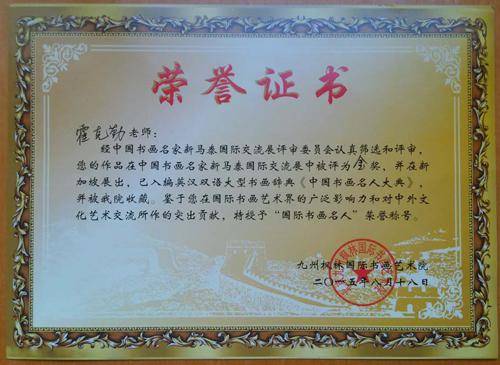 荣誉证书
霍克勤老师：
经中国书画名家新马泰国际交流展评审委员会认真筛选和评审，
您的作品在中国书画名家新马泰国际交流展中被评为金奖，并在新
加坡展出，已入编英汉双语大型书画辞典《中国书画名人大典》，
并被我院收藏。鉴于您在国际书画艺术界的广泛影响力和对中外文
化艺术交流所作的突出贡献，特授予“国际书画名人”荣誉称号。
九州枫林国际书画艺术院
二〇一五年八月十八日